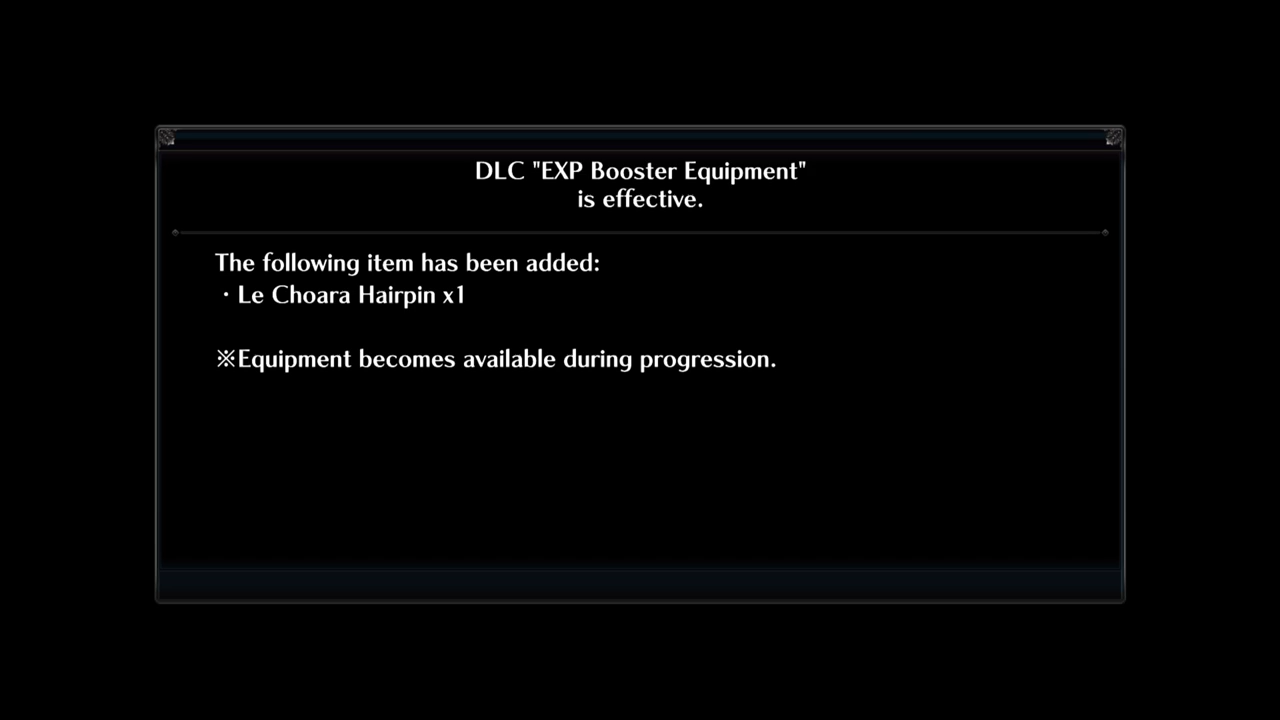 DLC "EXP Booster Equipment"
is effective.
The following item has been added:
・Le Choara Hairpin x1
※Equipment becomes available during progression.